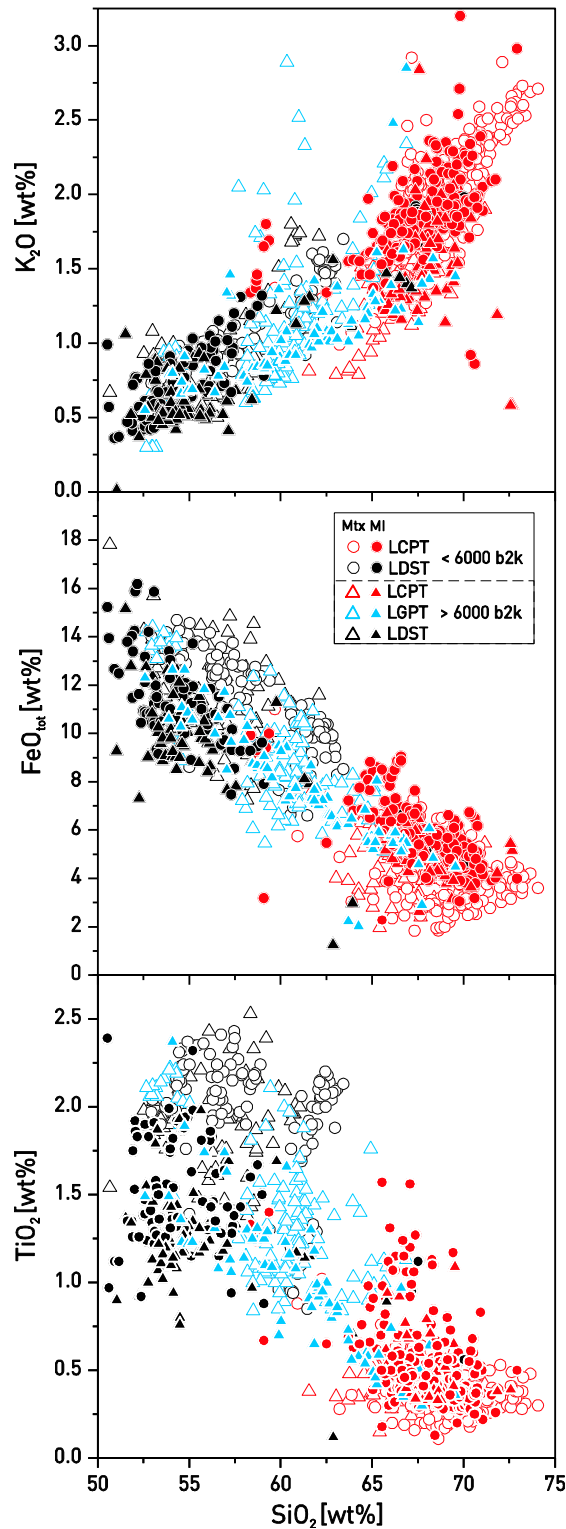 3.0
2.5
2.0
1.5
1.0
0.5
0.0
K2O [wt%]
Mtx MI
LCPT
LDST
< 6000 b2k
LCPT
LGPT
LDST
> 6000 b2k
18
16
14
12
10
8
6
4
2
0
FeOtot [wt%]
2.5
2.0
1.5
1.0
0.5
0.0
TiO2 [wt%]
50 55 60 65 70 75
SiO2 [wt%]